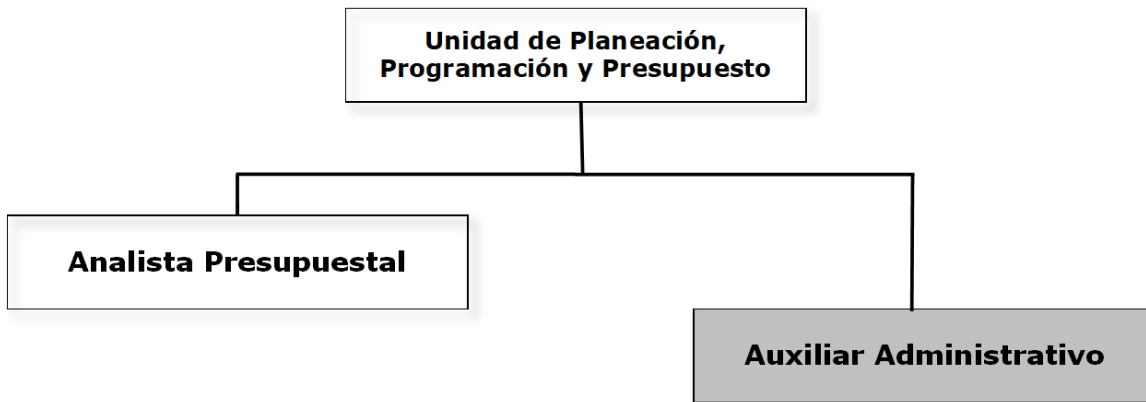 Unidad de Planeación,
Programación y Presupuesto
Analista Presupuestal
Auxiliar Administrativo